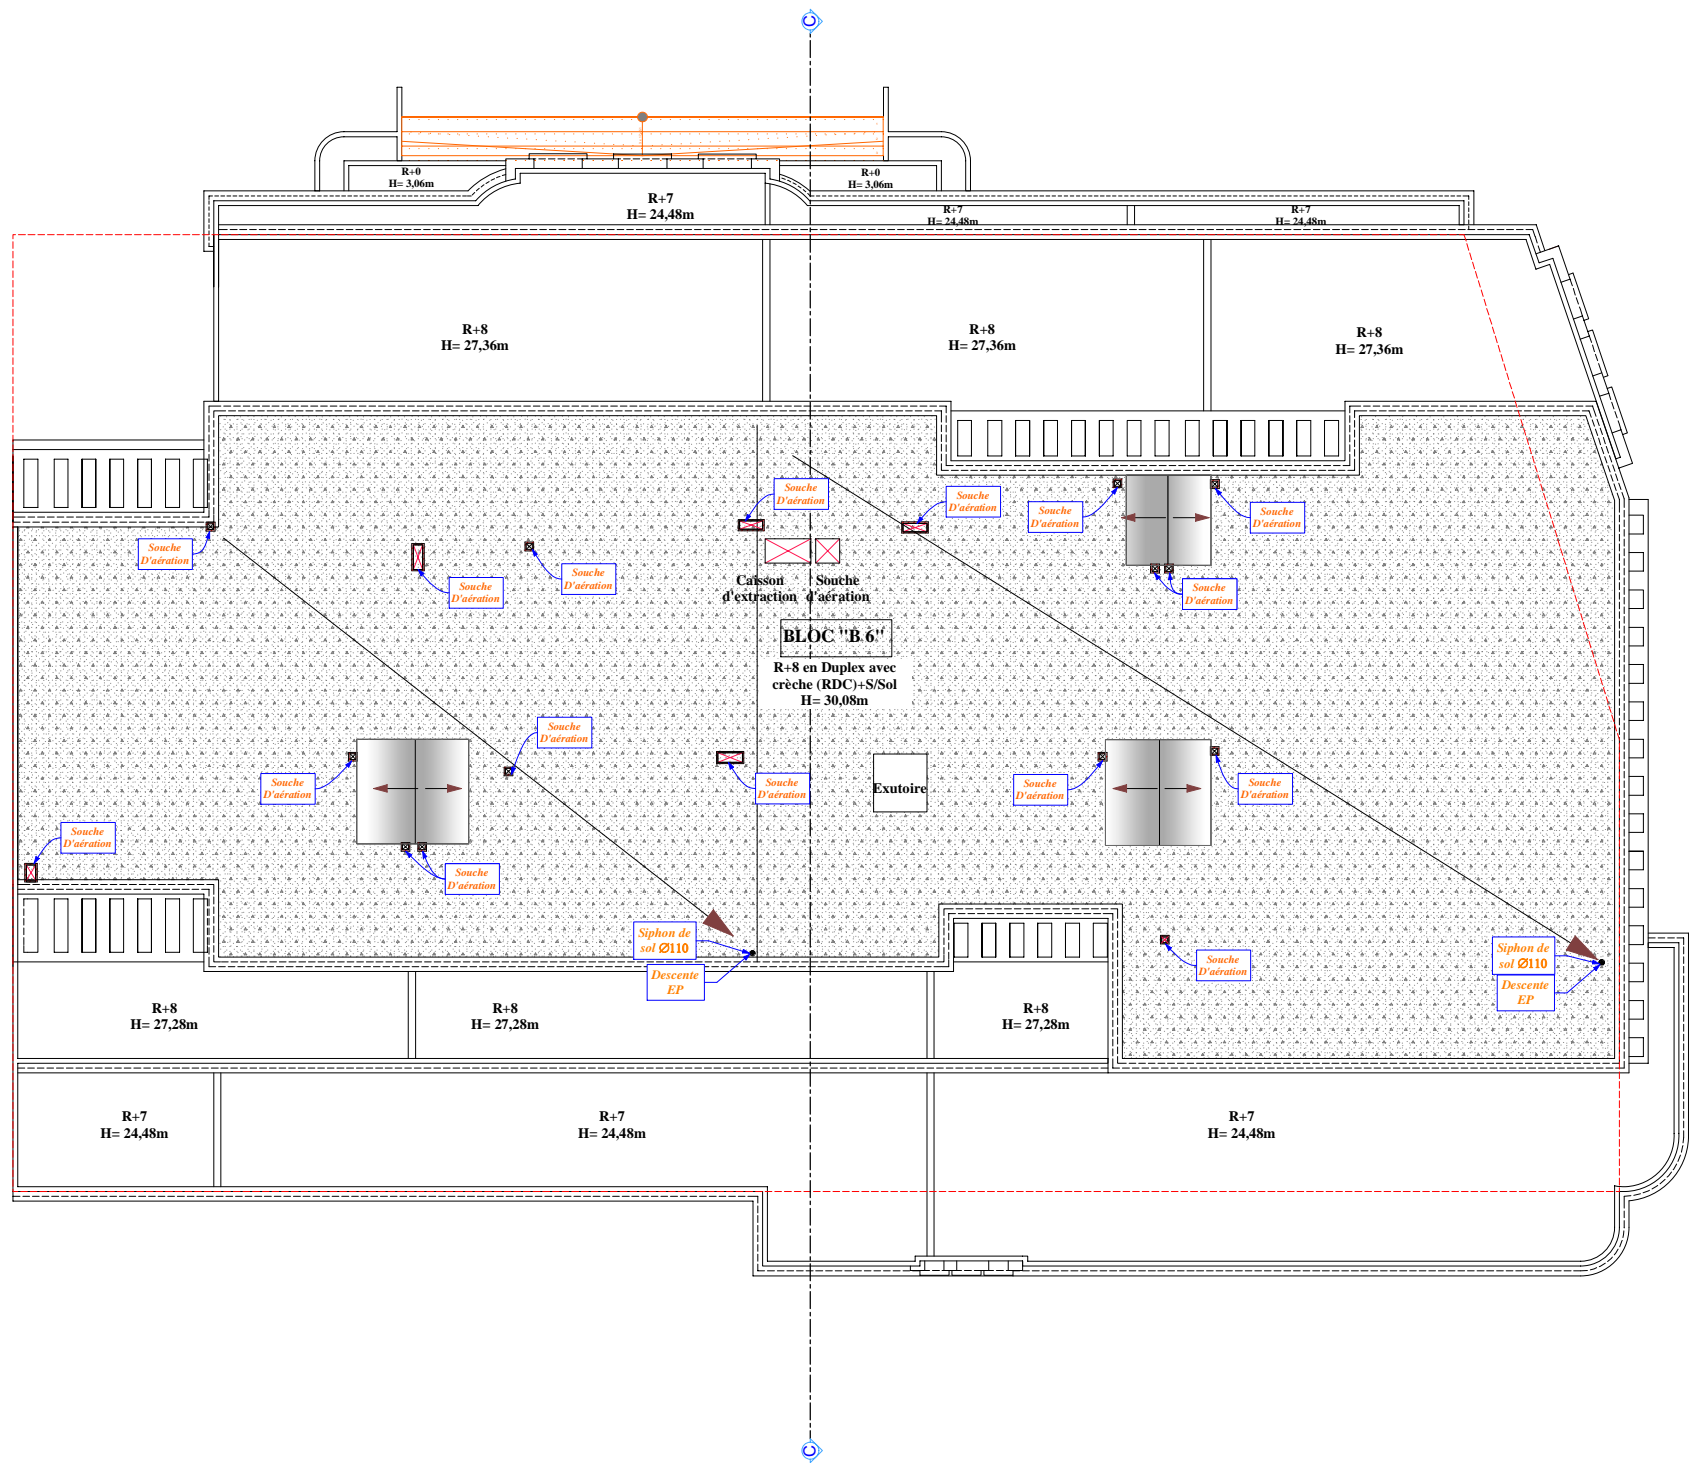 C
R+0
H= 3,06m
R+0
H= 3,06m
R+7
H= 24,48m
R+7
H= 24,48m
R+7
H= 24,48m
R+8
H= 27,36m
R+8
H= 27,36m
R+8
H= 27,36m
Souche
D'aération
Souche
D'aération
Souche
D'aération
Souche
D'aération
Souche
D'aération
Souche
D'aération
Souche
D'aération
Souche
D'aération
Caisson
d'extraction
Souche
d'aération
BLOC "B 6"
R+8 en Duplex avec
crèche (RDC)+S/Sol
H= 30,08m
Souche
D'aération
Souche
D'aération
Souche
D'aération
Exutoire
Souche
D'aération
Souche
D'aération
Souche
D'aération
Souche
D'aération
Siphon de
sol Ø110
Descente
EP
Souche
D'aération
Siphon de
sol Ø110
Descente
EP
R+8
H= 27,28m
R+8
H= 27,28m
R+8
H= 27,28m
R+7
H= 24,48m
R+7
H= 24,48m
R+7
H= 24,48m
C